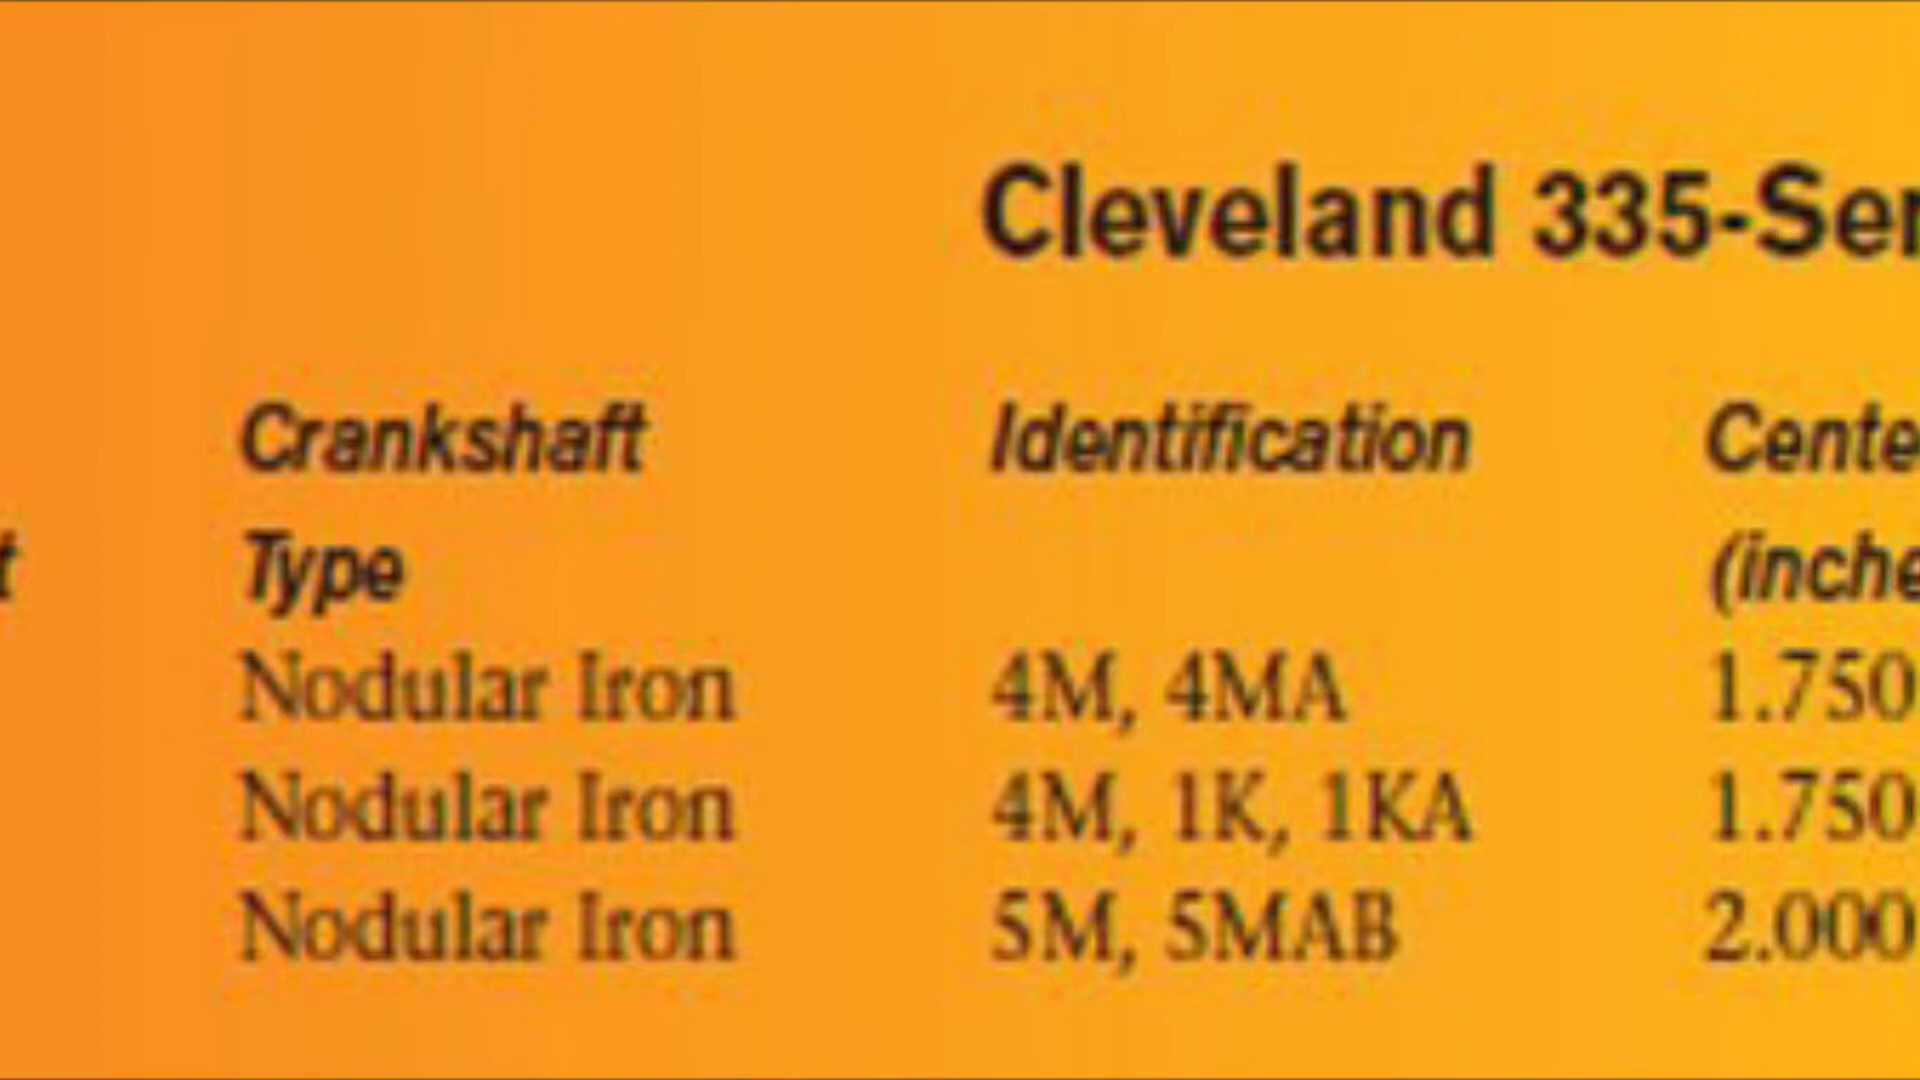 Cleveland 335-Ser
Crankshaft Identification Cente
t Type (inche
Nodular Iron 4M, 4MA 1.750
Nodular Iron 4M, 1K, 1KA 1.750
Nodular Iron 5M, 5MAB 2.000